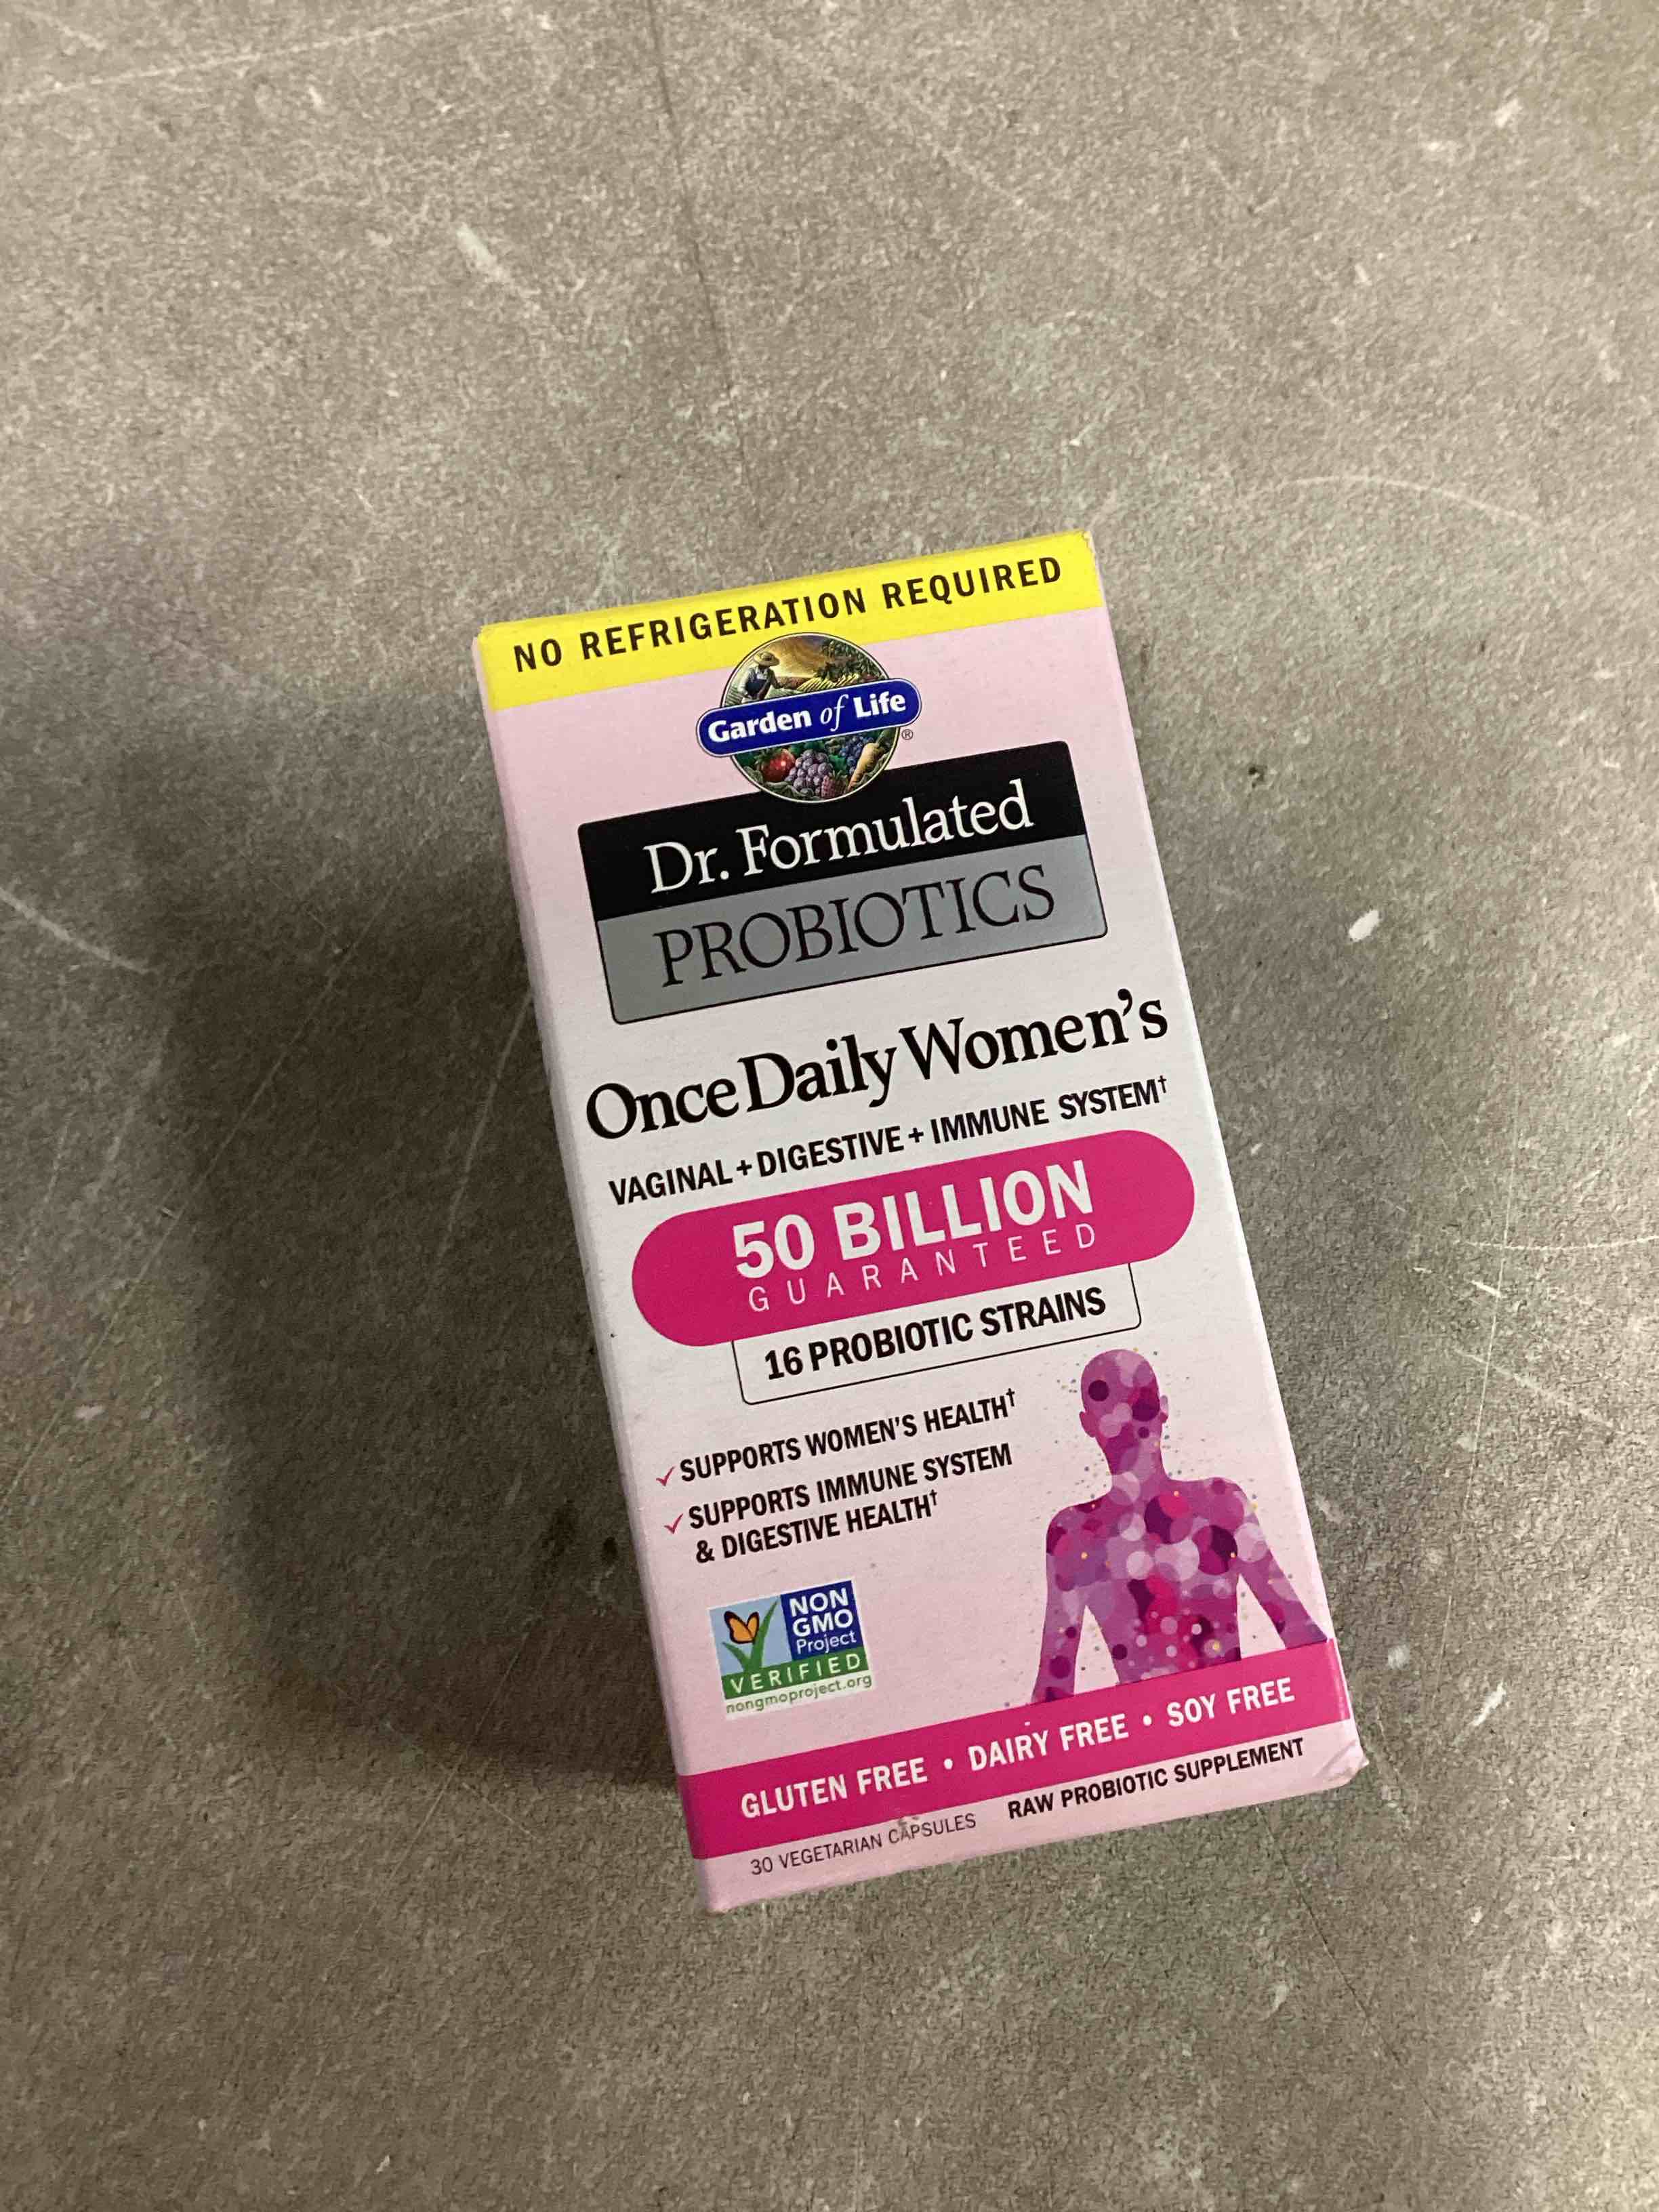 NO REFRIGERATION REQUIRED
Garden of Life®
Dr. Formulated
PROBIOTICS
Once Daily Women's
VAGINAL + DIGESTIVE + IMMUNE SYSTEM†
50 BILLION
GUARANTEED
16 PROBIOTIC STRAINS
✓ SUPPORTS WOMEN'S HEALTH†
✓ SUPPORTS IMMUNE SYSTEM
& DIGESTIVE HEALTH†
NON
GMO
Project
VERIFIED
nongmoproject.org
GLUTEN FREE • DAIRY FREE • SOY FREE
30 VEGETARIAN CAPSULES RAW PROBIOTIC SUPPLEMENT